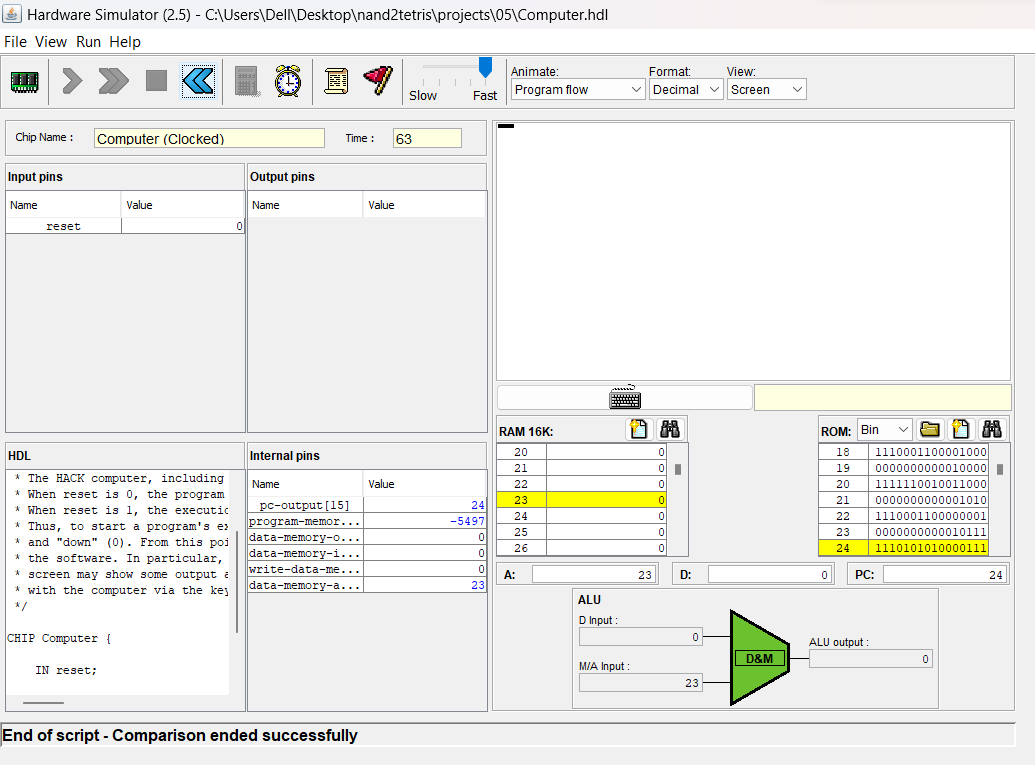 Hardware Simulator (2.5) - C:\Users\Dell\Desktop\nand2tetris\projects\05\Computer.hdl
File View Run Help
Slow Fast
Animate: Format: View:
Program flow Decimal Screen
Chip Name : Computer (Clocked) Time : 63
Input pins
Name Value
reset 0
Output pins
Name Value
HDL
* The HACK computer, including
* When reset is 0, the program
* When reset is 1, the executio
* Thus, to start a program's ex
* and "down" (0). From this poi
* the software. In particular,
* screen may show some output a
* with the computer via the key
*/
CHIP Computer {
IN reset;
Internal pins
Name Value
pc-output[15] 24
program-memor... -5497
data-memory-o... 0
data-memory-i... 0
write-data-me... 0
data-memory-a... 23
RAM 16K:
20 0
21 0
22 0
23 0
24 0
25 0
26 0
ROM: Bin
18 1110001100001000
19 0000000000010000
20 1111110010011000
21 0000000000001010
22 1110001100000001
23 0000000000010111
24 1110101010000111
A: 23 D: 0 PC: 24
ALU
D Input :
0
M/A Input :
23
D&M
ALU output :
0
End of script - Comparison ended successfully